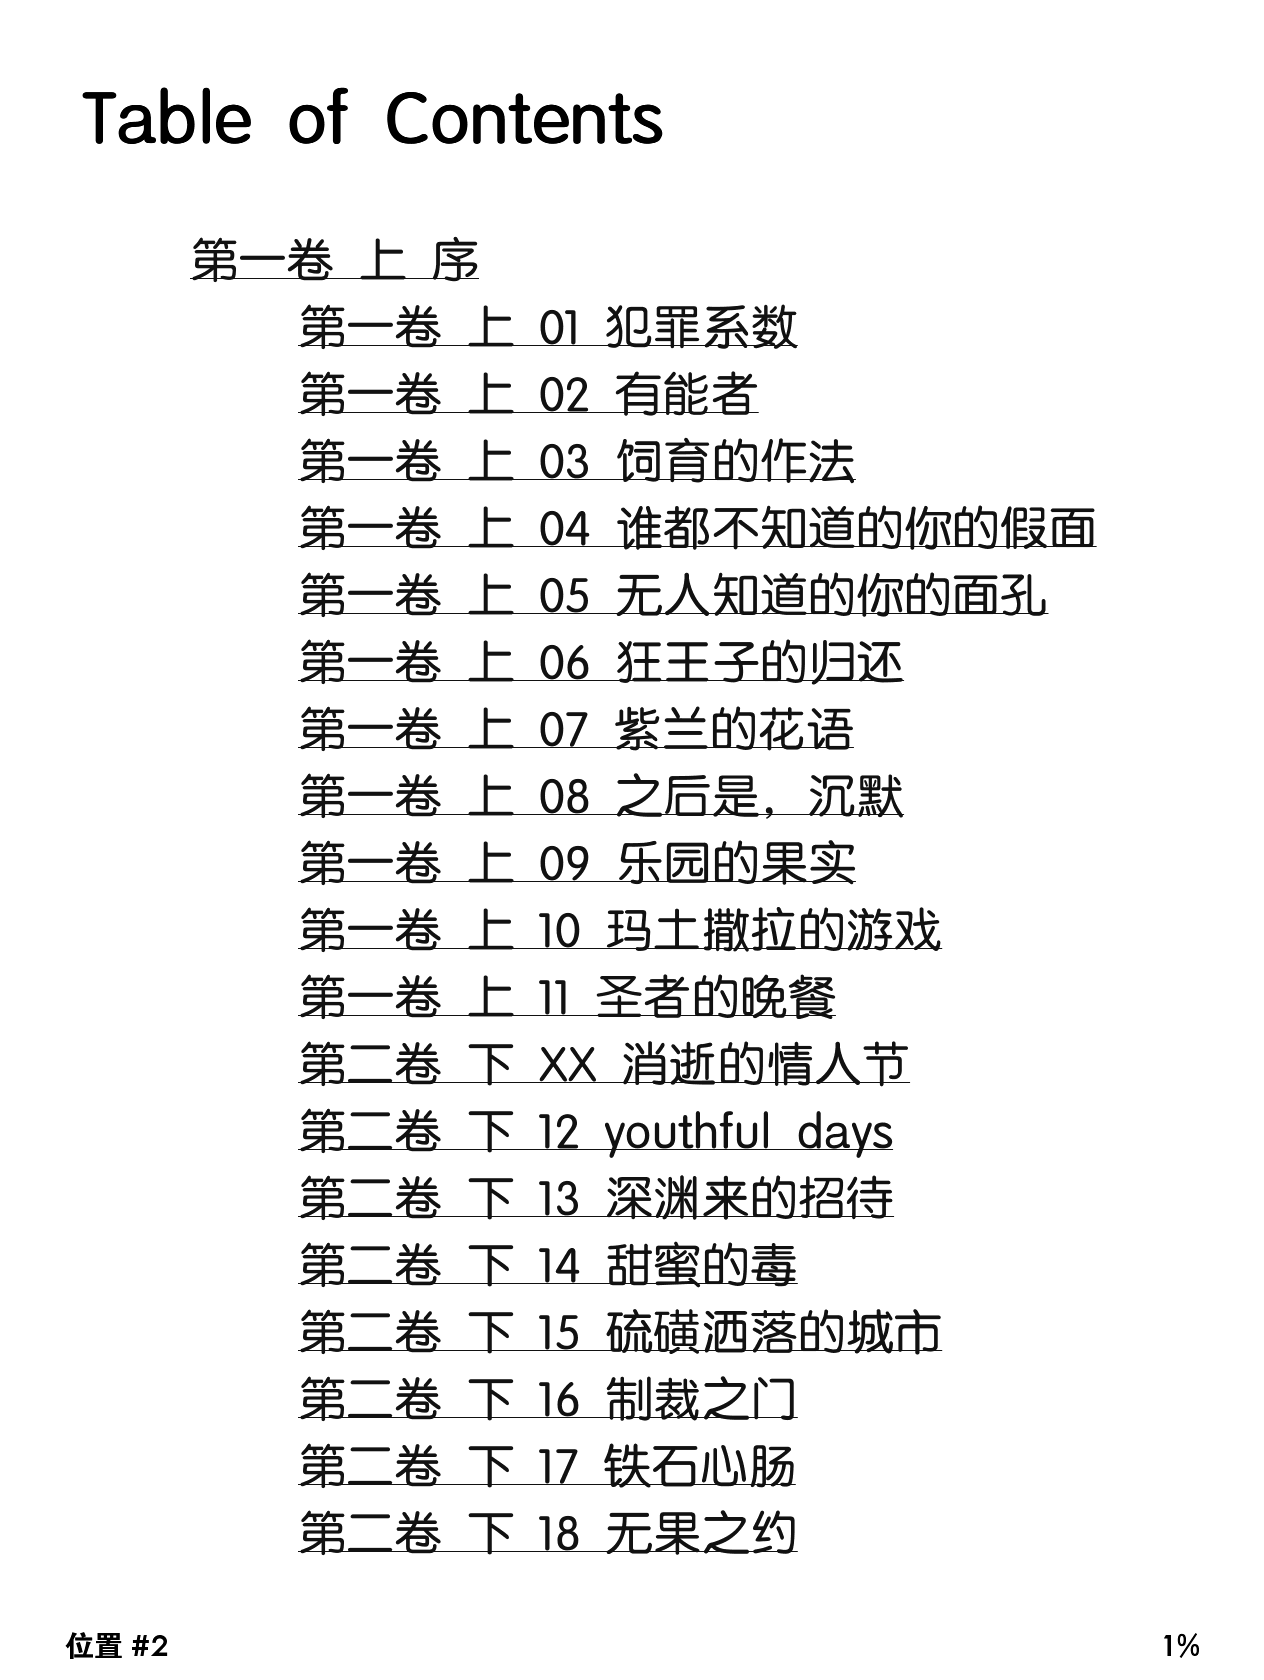 Table of Contents
第一卷 上 序
第一卷 上 01 犯罪系数
第一卷 上 02 有能者
第一卷 上 03 饲育的作法
第一卷 上 04 谁都不知道的你的假面
第一卷 上 05 无人知道的你的面孔
第一卷 上 06 狂王子的归还
第一卷 上 07 紫兰的花语
第一卷 上 08 之后是，沉默
第一卷 上 09 乐园的果实
第一卷 上 10 玛土撒拉的游戏
第一卷 上 11 圣者的晚餐
第二卷 下 XX 消逝的情人节
第二卷 下 12 youthful days
第二卷 下 13 深渊来的招待
第二卷 下 14 甜蜜的毒
第二卷 下 15 硫磺洒落的城市
第二卷 下 16 制裁之门
第二卷 下 17 铁石心肠
第二卷 下 18 无果之约
位置 #2
1%